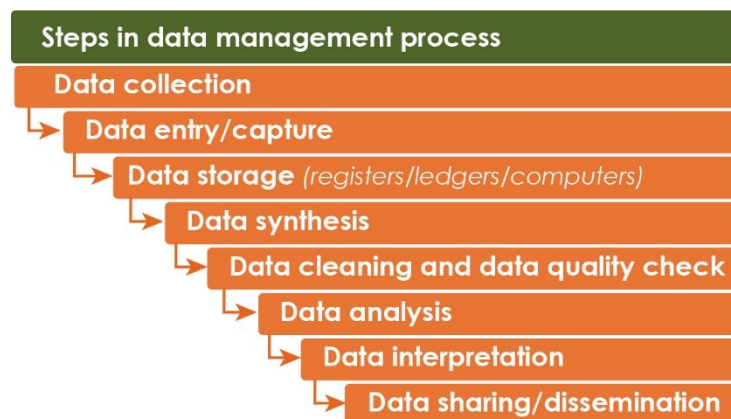 Steps in data management process
Data collection
Data entry/capture
Data storage (registers/ledgers/computers)
Data synthesis
Data cleaning and data quality check
Data analysis
Data interpretation
Data sharing/dissemination